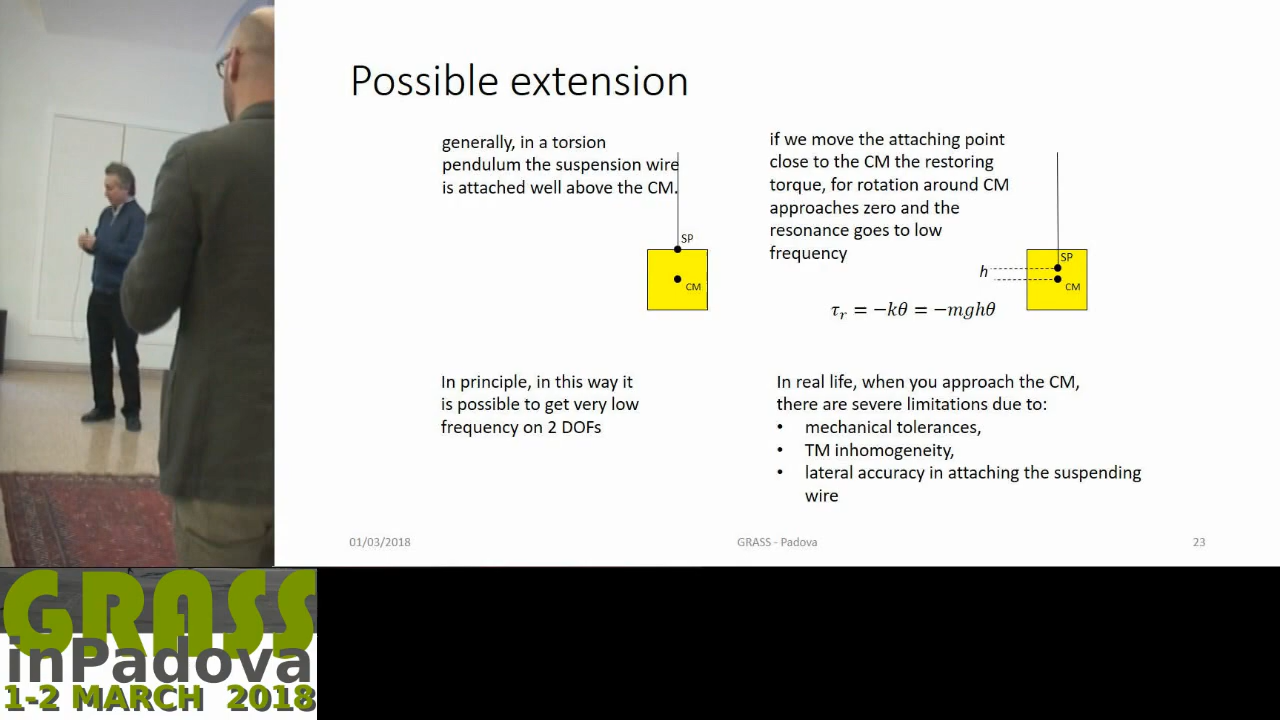 Possible extension
generally, in a torsion
pendulum the suspension wire
is attached well above the CM.
SP
CM
if we move the attaching point
close to the CM the restoring
torque, for rotation around CM
approaches zero and the
resonance goes to low
frequency
SP
h
CM
τᵣ = −kθ = −mghθ
In principle, in this way it
is possible to get very low
frequency on 2 DOFs
In real life, when you approach the CM,
there are severe limitations due to:
• mechanical tolerances,
• TM inhomogeneity,
• lateral accuracy in attaching the suspending
wire
01/03/2018
GRASS - Padova
23
GRASS
inPadova
1-2 MARCH 2018